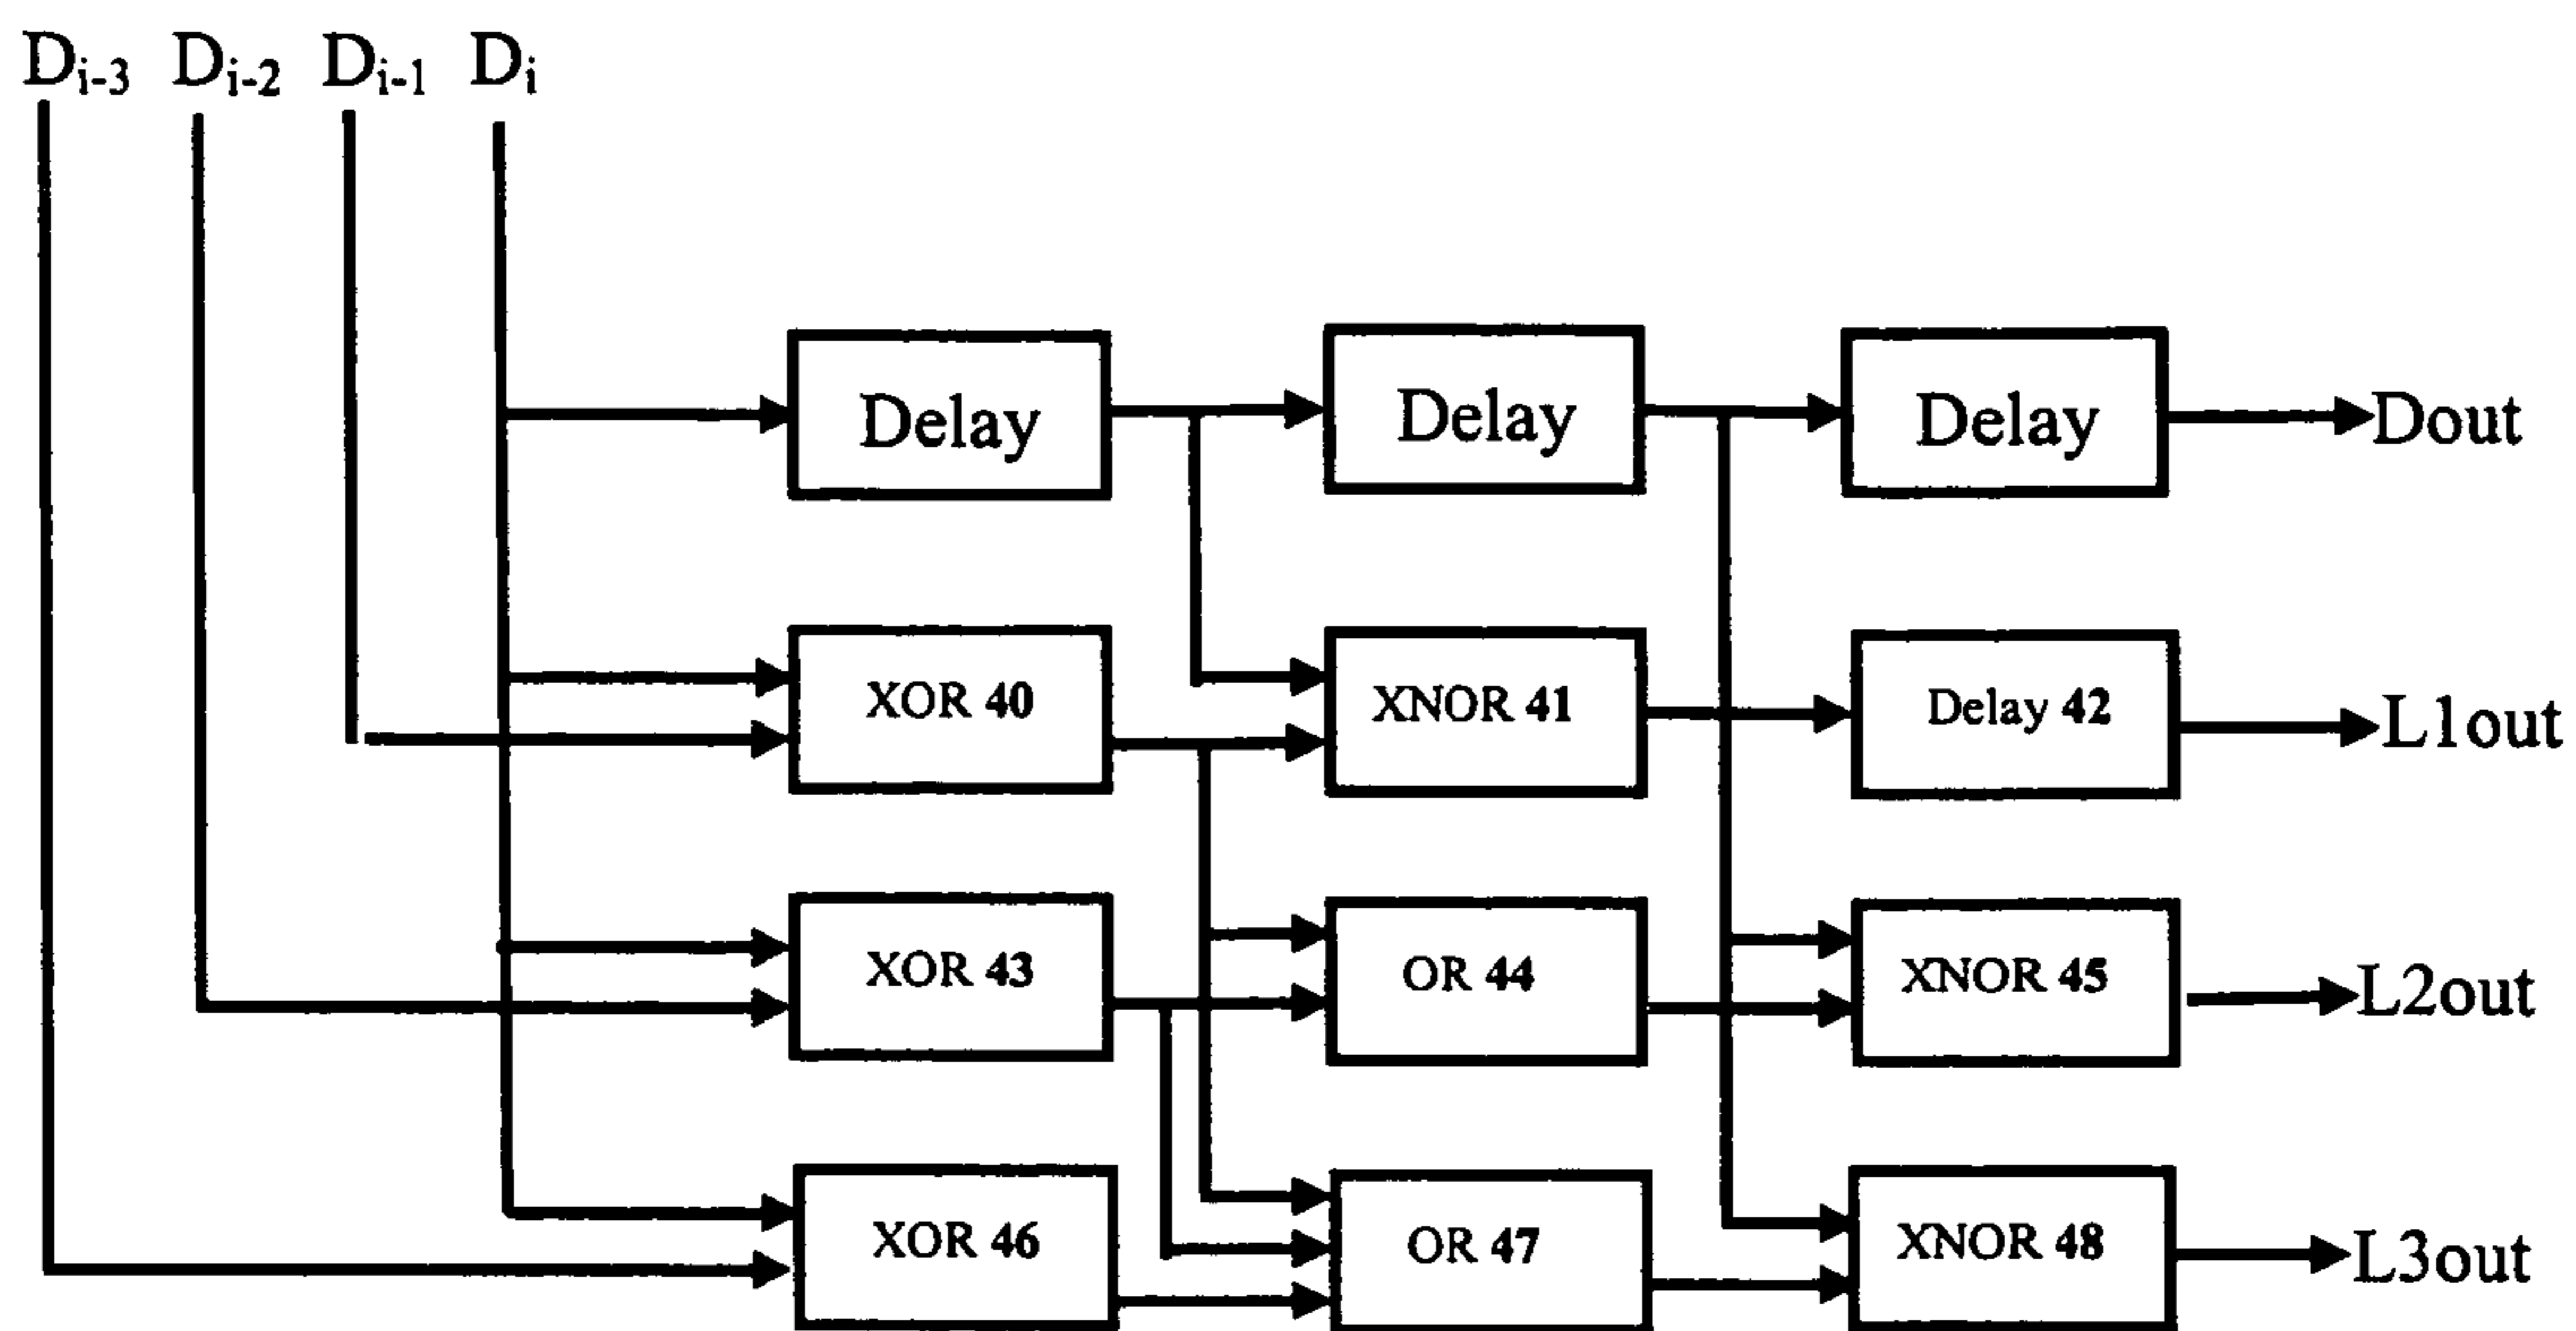 Di-3 Di-2 Di-1 Di
Delay Delay Delay Dout
XOR 40 XNOR 41 Delay 42 L1out
XOR 43 OR 44 XNOR 45 L2out
XOR 46 OR 47 XNOR 48 L3out